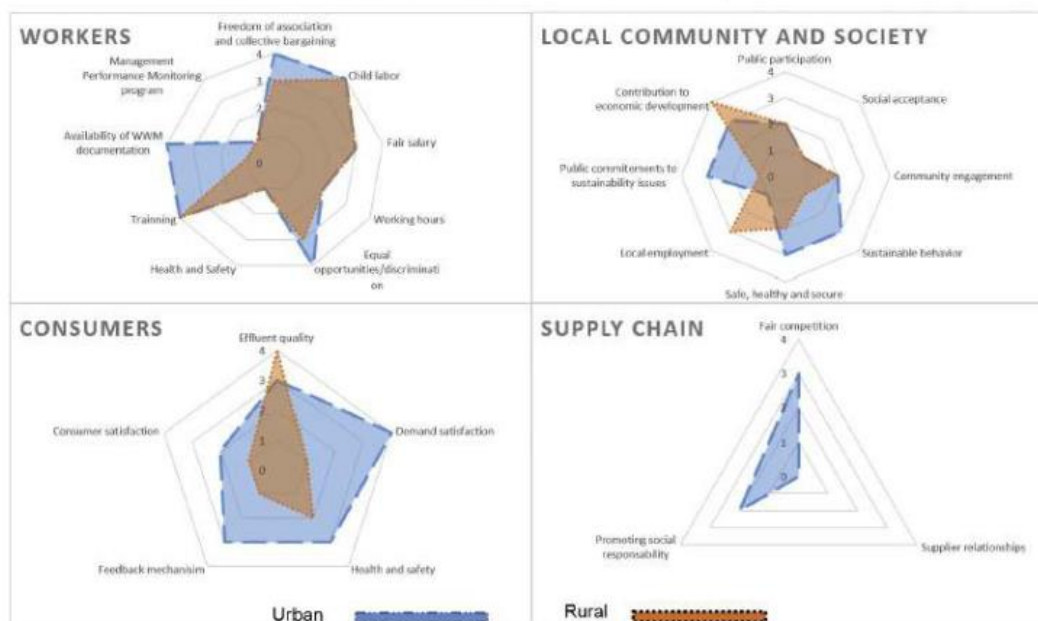 WORKERS
Freedom of association
and collective bargaining
4
3
2
1
0
Management
Performance Monitoring
program
Child labor
Availability of WWM
documentation
Fair salary
Trainning
Working hours
Health and Safety
Equal
opportunities/discriminati
on
LOCAL COMMUNITY AND SOCIETY
Public participation
4
3
2
1
0
Contribution to
economic development
Social acceptance
Public commitements to
sustainability issues
Community engagement
Local employment
Sustainable behavior
Safe, healthy and secure
CONSUMERS
Effluent quality
4
3
1
0
Consumer satisfaction
Demand satisfaction
Feedback mechanisim
Health and safety
SUPPLY CHAIN
Fair competition
4
3
2
1
0
Promoting social
responsability
Supplier relationships
Urban
Rural